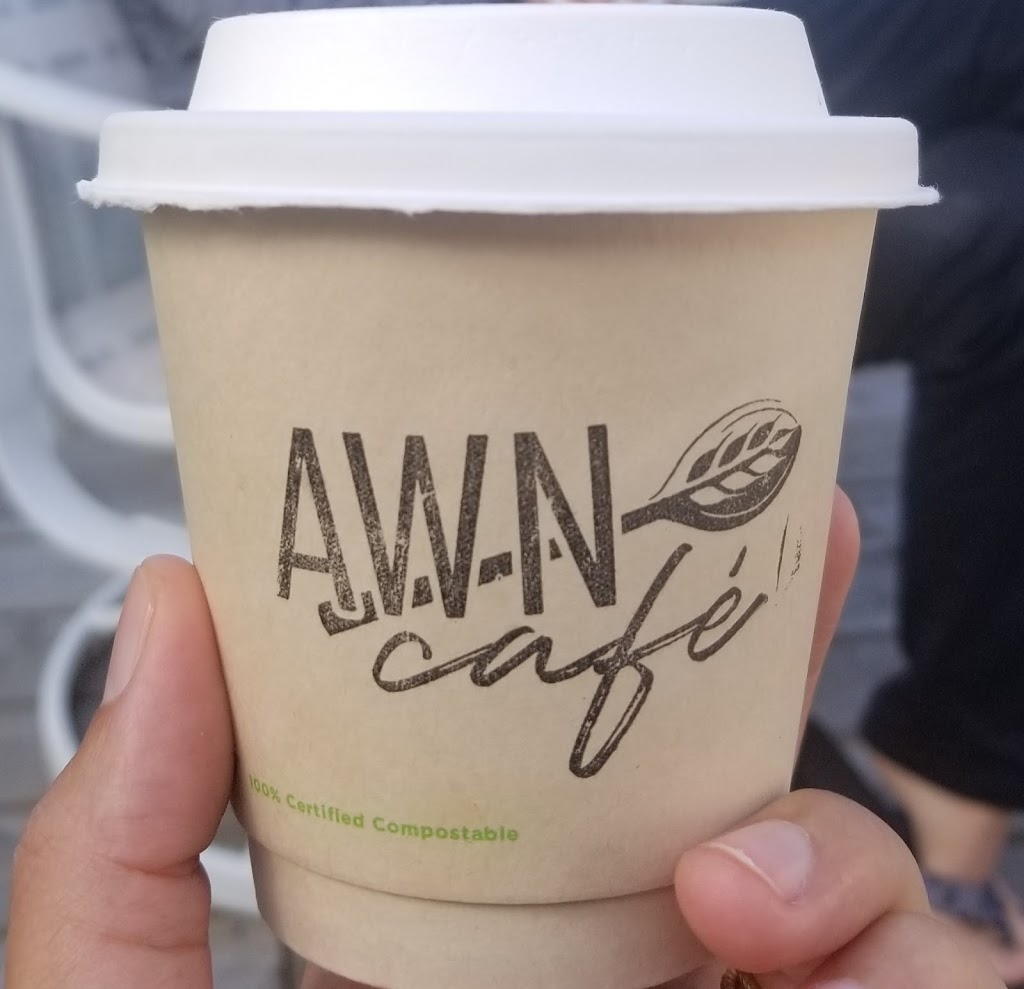 AWN
café
100% Certified Compostable